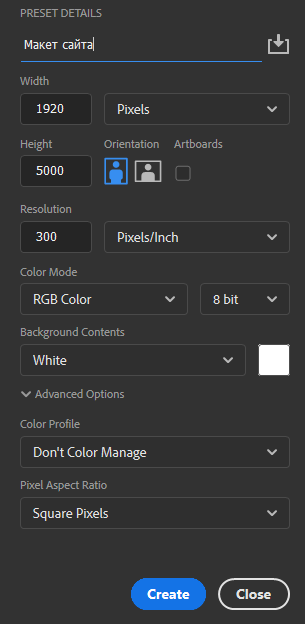 PRESET DETAILS
Макет сайта
Width
1920 Pixels
Height Orientation Artboards
5000
Resolution
300 Pixels/Inch
Color Mode
RGB Color 8 bit
Background Contents
White
Advanced Options
Color Profile
Don't Color Manage
Pixel Aspect Ratio
Square Pixels
Create Close